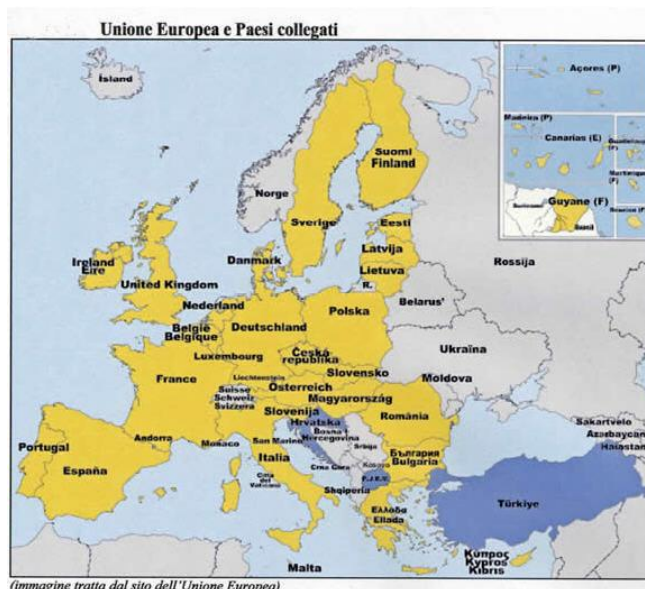 Unione Europea e Paesi collegati
Ísland
Açores (P)
Madeira (P)
Canarias (E)
Guyane (F)
Suomi
Finland
Norge
Sverige
Eesti
Latvija
Lietuva
R.
Rossija
Danmark
Ireland
Éire
United Kingdom
Nederland
België
Belgique
Deutschland
Polska
Belarus'
Luxembourg
Česká
republika
Ukraïna
Slovensko
France
Liechtenstein
Österreich
Moldova
Suisse
Schweiz
Svizzera
Magyarország
Slovenija
România
Hrvatska
Bosna i
Hercegovina
Srbija
Sakartvelo
Azərbaycan
Haiastan
Portugal
Andorra
Monaco
San Marino
България
Bulgaria
España
Italia
Crna Gora
Kosovo
Città
del
Vaticano
Shqipëria
Türkiye
Ελλάδα
Ellada
Malta
Κύπρος
Kypros
Kıbrıs
(immagine tratta dal sito dell'Unione Europea)